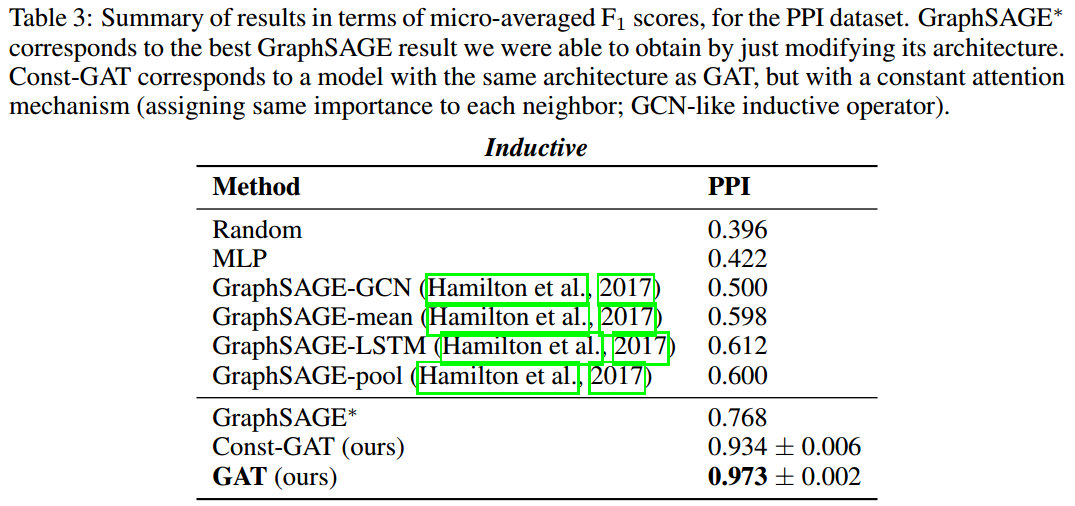 Table 3: Summary of results in terms of micro-averaged F₁ scores, for the PPI dataset. GraphSAGE*
corresponds to the best GraphSAGE result we were able to obtain by just modifying its architecture.
Const-GAT corresponds to a model with the same architecture as GAT, but with a constant attention
mechanism (assigning same importance to each neighbor; GCN-like inductive operator).
Inductive
Method PPI
Random 0.396
MLP 0.422
GraphSAGE-GCN (Hamilton et al., 2017) 0.500
GraphSAGE-mean (Hamilton et al., 2017) 0.598
GraphSAGE-LSTM (Hamilton et al., 2017) 0.612
GraphSAGE-pool (Hamilton et al., 2017) 0.600
GraphSAGE* 0.768
Const-GAT (ours) 0.934 ± 0.006
GAT (ours) 0.973 ± 0.002